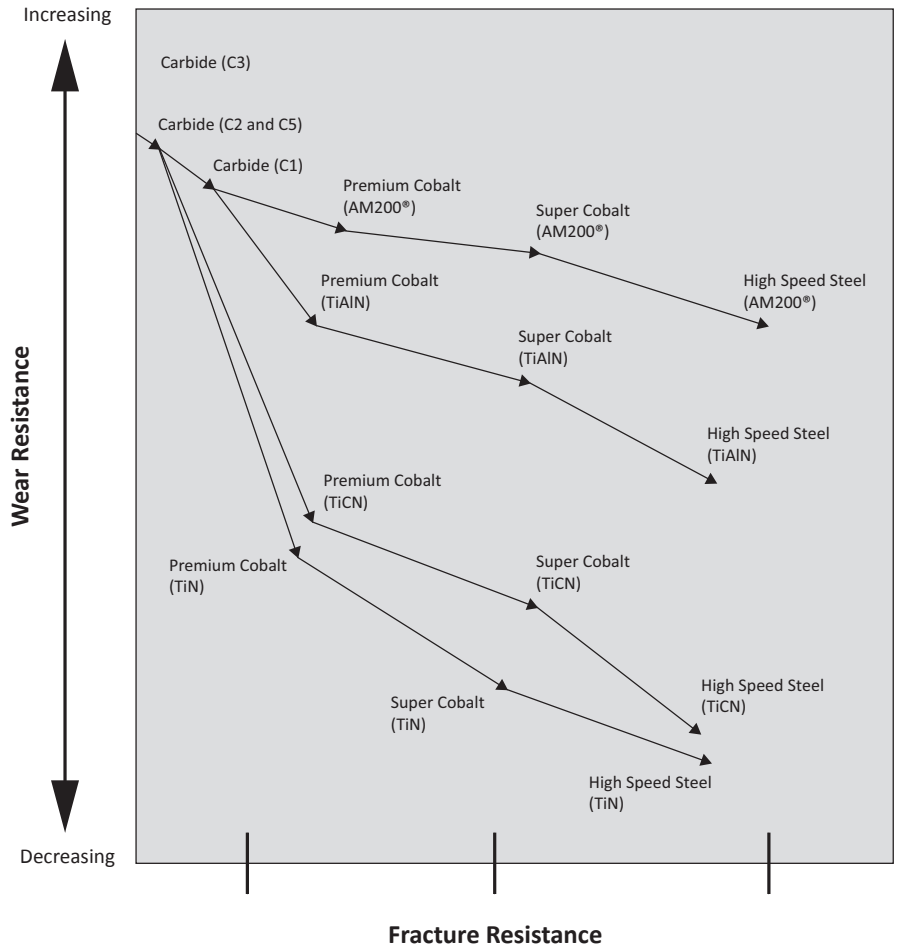 Increasing
Carbide (C3)
Carbide (C2 and C5)
Carbide (C1)
Premium Cobalt
(AM200®)
Super Cobalt
(AM200®)
High Speed Steel
(AM200®)
Premium Cobalt
(TiAlN)
Super Cobalt
(TiAlN)
High Speed Steel
(TiAlN)
Wear Resistance
Premium Cobalt
(TiCN)
Premium Cobalt
(TiN)
Super Cobalt
(TiCN)
High Speed Steel
(TiCN)
Super Cobalt
(TiN)
High Speed Steel
(TiN)
Decreasing
Fracture Resistance